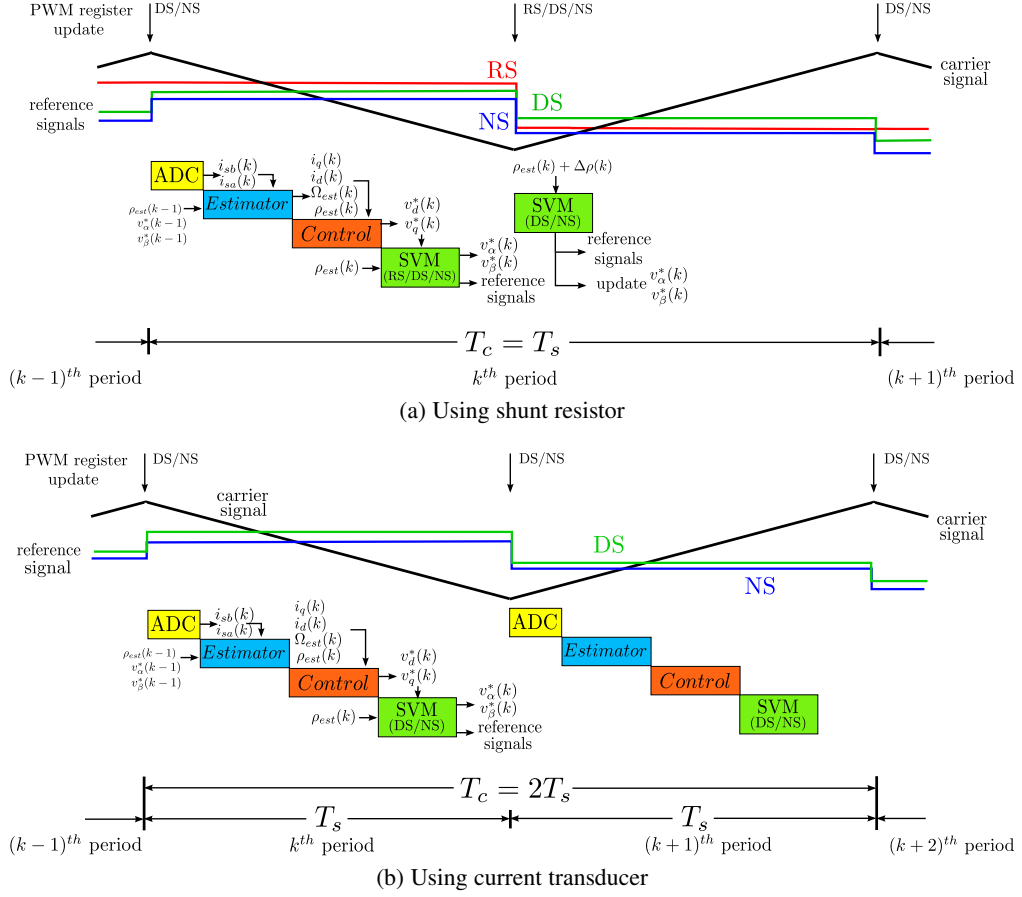 PWM register
update
DS/NS
RS/DS/NS
DS/NS
RS
DS
NS
carrier
signal
reference
signals
ADC
i_sb(k)
i_sa(k)
ρ_est(k−1)
v*_α(k−1)
v*_β(k−1)
Estimator
i_q(k)
i_d(k)
Ω_est(k)
ρ_est(k)
Control
v*_d(k)
v*_q(k)
ρ_est(k)
SVM
(RS/DS/NS)
v*_α(k)
v*_β(k)
reference
signals
ρ_est(k) + Δρ(k)
SVM
(DS/NS)
reference
signals
update v*_α(k)
v*_β(k)
T_c = T_s
(k − 1)^th period
k^th period
(k + 1)^th period
(a) Using shunt resistor
PWM register
update
DS/NS
DS/NS
DS/NS
carrier
signal
carrier
signal
reference
signal
DS
NS
ADC
i_sb(k)
i_sa(k)
ρ_est(k−1)
v*_α(k−1)
v*_β(k−1)
Estimator
i_q(k)
i_d(k)
Ω_est(k)
ρ_est(k)
Control
v*_d(k)
v*_q(k)
ρ_est(k)
SVM
(DS/NS)
v*_α(k)
v*_β(k)
reference
signals
ADC
Estimator
Control
SVM
(DS/NS)
T_c = 2T_s
T_s
T_s
(k − 1)^th period
k^th period
(k + 1)^th period
(k + 2)^th period
(b) Using current transducer